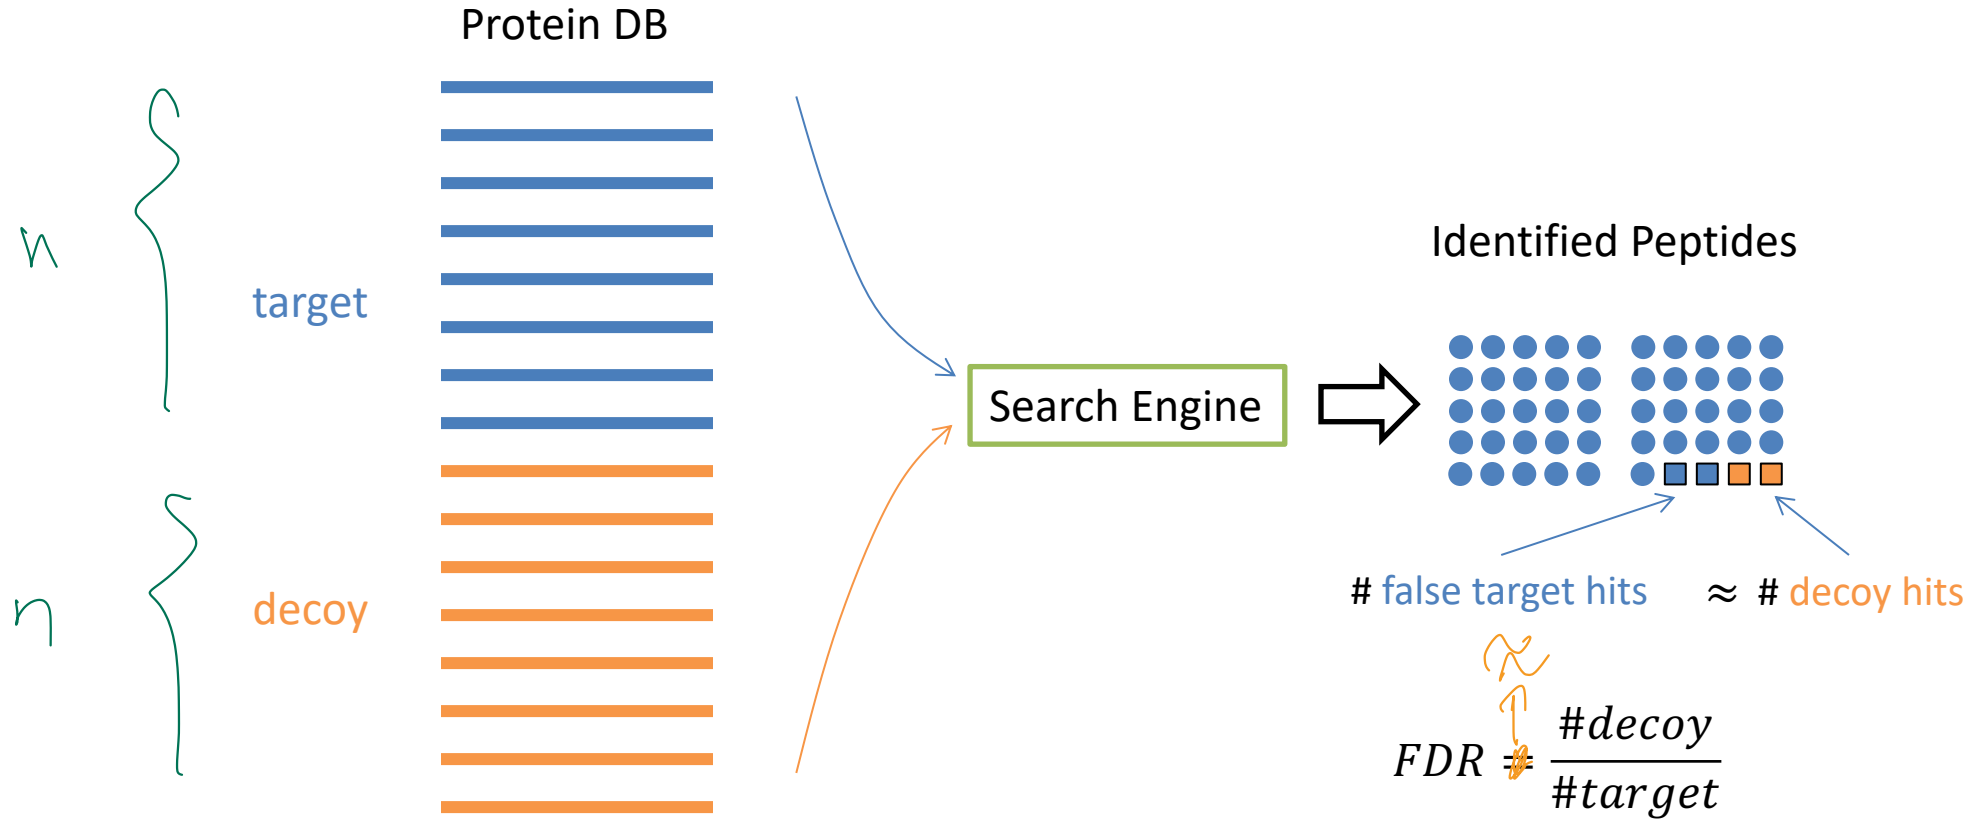 Protein DB
n
target
n
decoy
Search Engine
Identified Peptides
# false target hits ≈ # decoy hits
≈
FDR = #decoy
#target